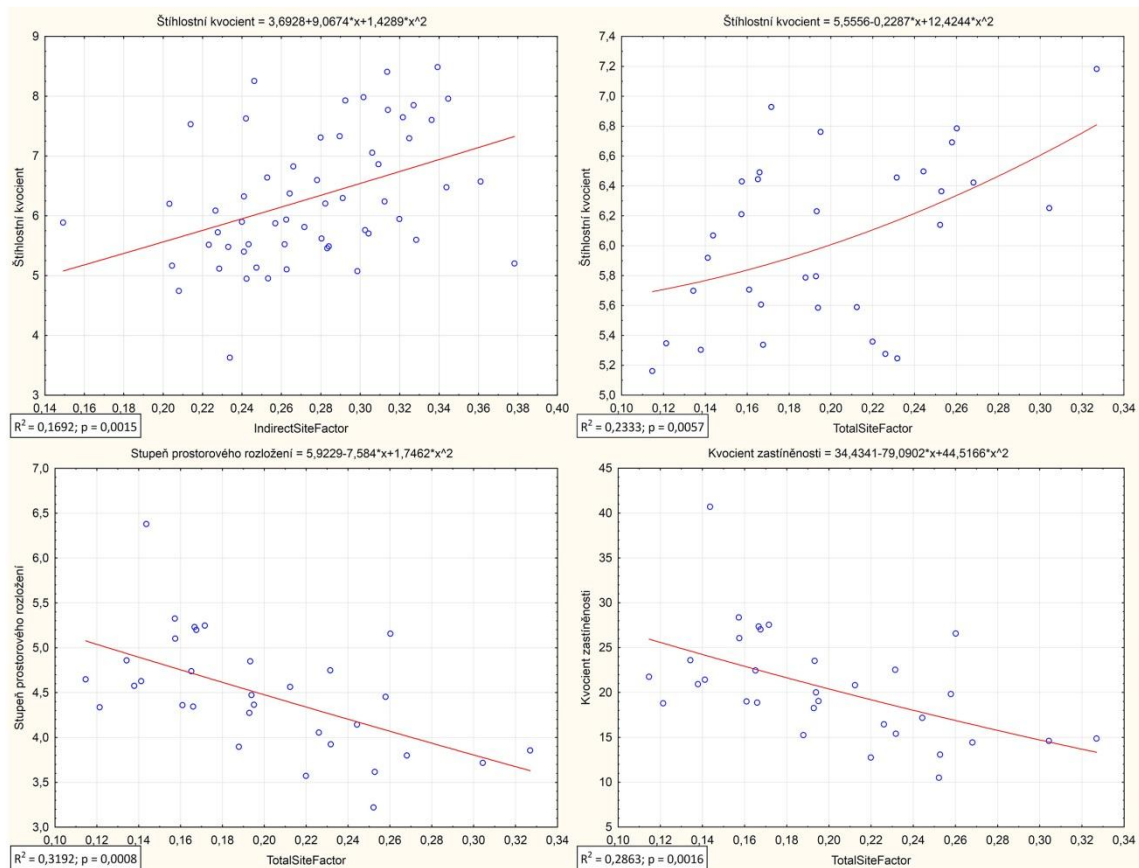 Štíhlostní kvocient = 3,6928+9,0674*x+1,4289*x^2
9
8
7
6
5
4
3
Štíhlostní kvocient
0,14 0,16 0,18 0,20 0,22 0,24 0,26 0,28 0,30 0,32 0,34 0,36 0,38 0,40
IndirectSiteFactor
R² = 0,1692; p = 0,0015
Štíhlostní kvocient = 5,5556-0,2287*x+12,4244*x^2
7,4
7,2
7,0
6,8
6,6
6,4
6,2
6,0
5,8
5,6
5,4
5,2
5,0
Štíhlostní kvocient
0,10 0,12 0,14 0,16 0,18 0,20 0,22 0,24 0,26 0,28 0,30 0,32 0,34
TotalSiteFactor
R² = 0,2333; p = 0,0057
Stupeň prostorového rozložení = 5,9229-7,584*x+1,7462*x^2
7,0
6,5
6,0
5,5
5,0
4,5
4,0
3,5
3,0
Stupeň prostorového rozložení
0,10 0,12 0,14 0,16 0,18 0,20 0,22 0,24 0,26 0,28 0,30 0,32 0,34
TotalSiteFactor
R² = 0,3192; p = 0,0008
Kvocient zastíněnosti = 34,4341-79,0902*x+44,5166*x^2
45
40
35
30
25
20
15
10
5
Kvocient zastíněnosti
0,10 0,12 0,14 0,16 0,18 0,20 0,22 0,24 0,26 0,28 0,30 0,32 0,34
TotalSiteFactor
R² = 0,2863; p = 0,0016